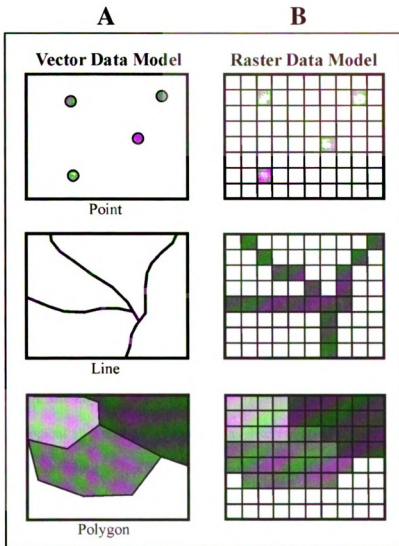 A B
Vector Data Model Raster Data Model
Point
Line
Polygon